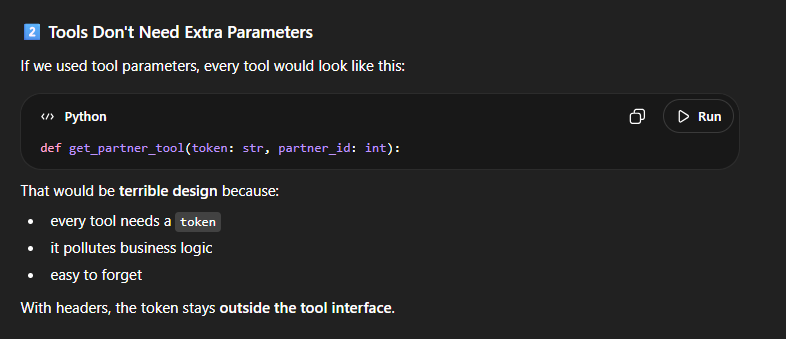 2 Tools Don't Need Extra Parameters
If we used tool parameters, every tool would look like this:
</> Python
Run
def get_partner_tool(token: str, partner_id: int):
That would be terrible design because:
• every tool needs a token
• it pollutes business logic
• easy to forget
With headers, the token stays outside the tool interface.